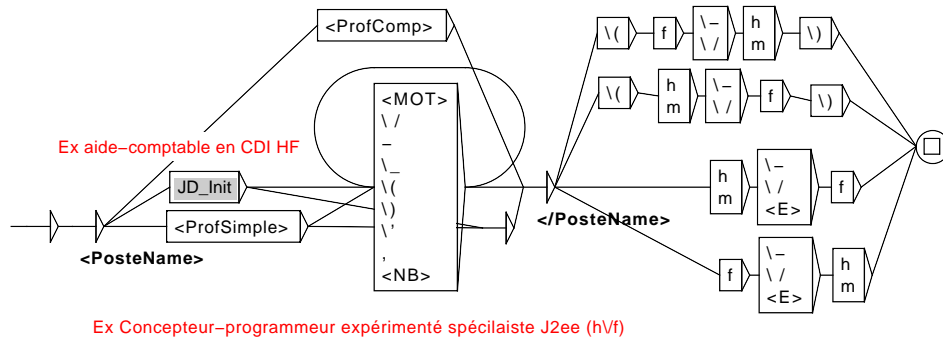 <ProfComp>
\( f \– h \)
\/ m
\( h \– f \)
m \/
<MOT>
\/
–
\_
\(
\)
\'
,
<NB>
Ex aide–comptable en CDI HF
JD_Init
<ProfSimple>
<PosteName>
</PosteName>
h \– f
m \/
<E>
f \– h
\/ m
<E>
Ex Concepteur–programmeur expérimenté spécilaiste J2ee (h\/f)